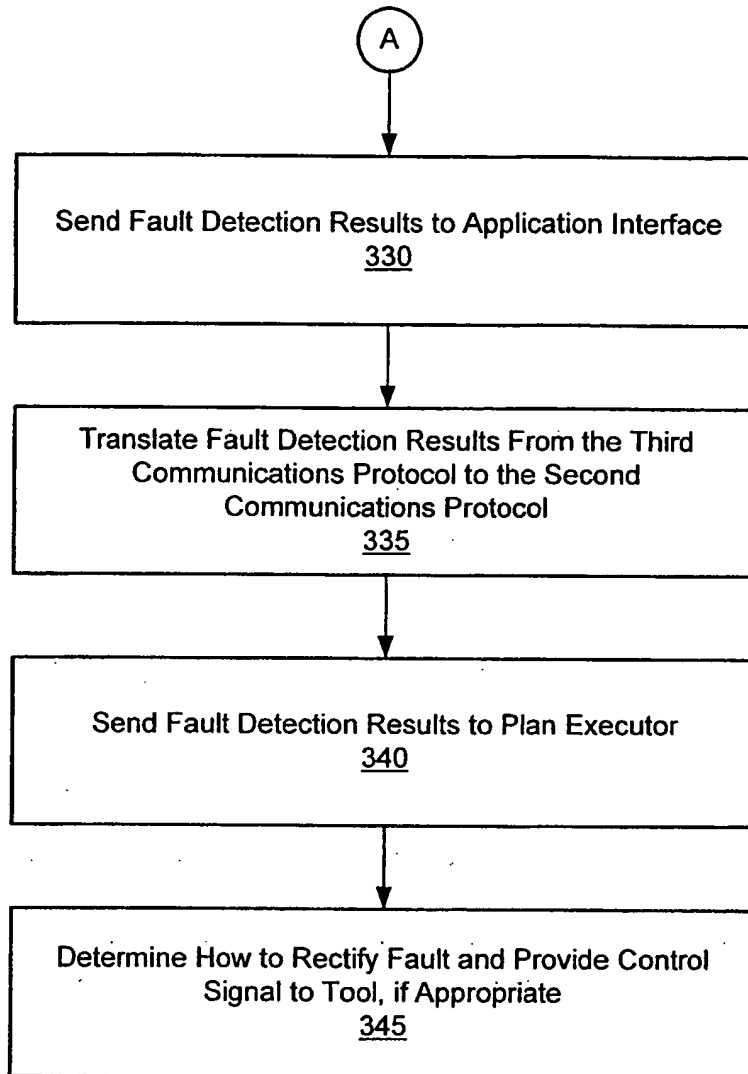 A
Send Fault Detection Results to Application Interface
330
Translate Fault Detection Results From the Third
Communications Protocol to the Second
Communications Protocol
335
Send Fault Detection Results to Plan Executor
340
Determine How to Rectify Fault and Provide Control
Signal to Tool, if Appropriate
345